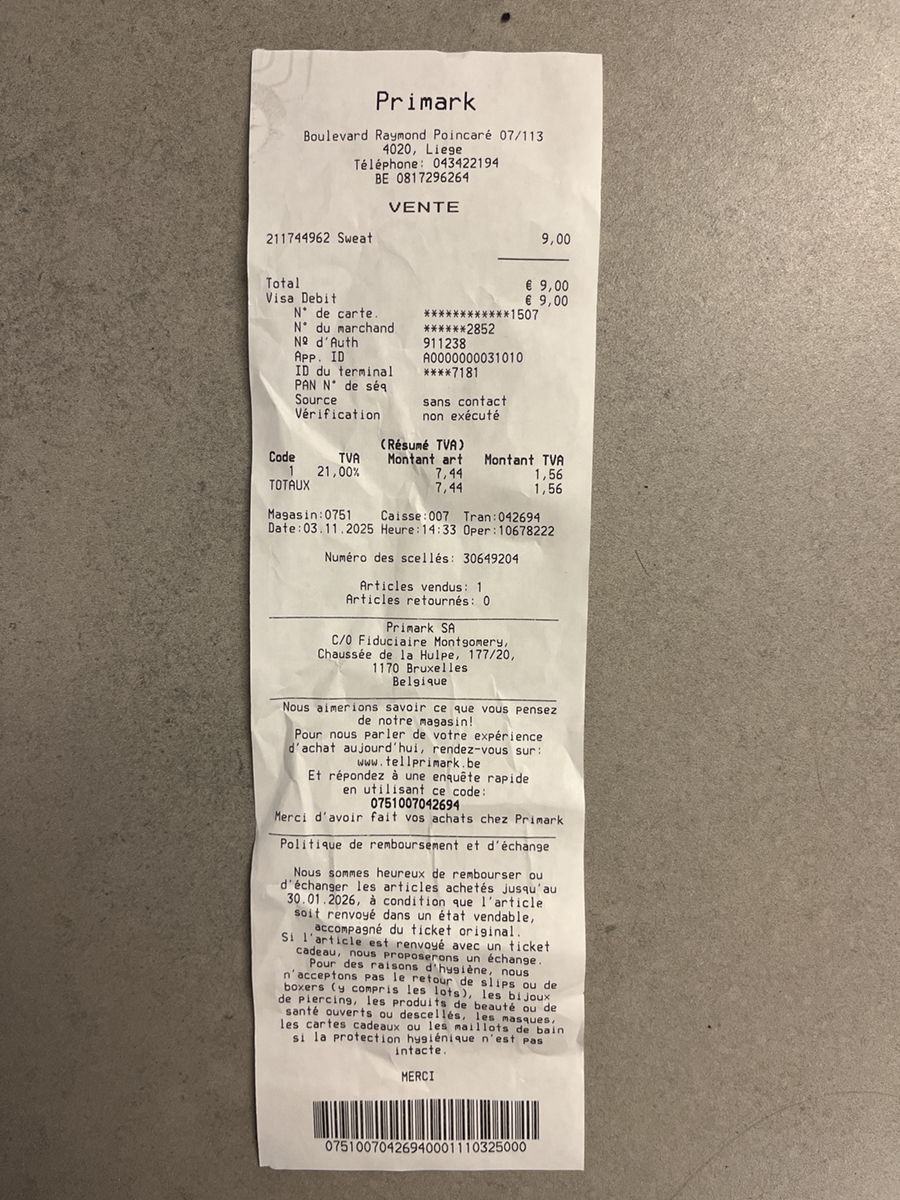 Primark
Boulevard Raymond Poincaré 07/113
4020, Liege
Téléphone: 043422194
BE 0817296264
VENTE
211744962 Sweat 9,00
Total € 9,00
Visa Debit € 9,00
N° de carte. ************1507
N° du marchand ******2852
Nº d'Auth 911238
App. ID A0000000031010
ID du terminal ****7181
PAN N° de séq
Source sans contact
Vérification non exécuté
(Résumé TVA)
Code TVA Montant art Montant TVA
1 21,00% 7,44 1,56
TOTAUX 7,44 1,56
Magasin:0751 Caisse:007 Tran:042694
Date:03.11.2025 Heure:14:33 Oper:10678222
Numéro des scellés: 30649204
Articles vendus: 1
Articles retournés: 0
Primark SA
C/O Fiduciaire Montgomery,
Chaussée de la Hulpe, 177/20,
1170 Bruxelles
Belgique
Nous aimerions savoir ce que vous pensez
de notre magasin!
Pour nous parler de votre expérience
d'achat aujourd'hui, rendez-vous sur:
www.tellprimark.be
Et répondez à une enquête rapide
en utilisant ce code:
0751007042694
Merci d'avoir fait vos achats chez Primark
Politique de remboursement et d'échange
Nous sommes heureux de rembourser ou
d'échanger les articles achetés jusqu'au
30.01.2026, à condition que l'article
soit renvoyé dans un état vendable,
accompagné du ticket original.
Si l'article est renvoyé avec un ticket
cadeau, nous proposerons un échange.
Pour des raisons d'hygiène, nous
n'acceptons pas le retour de slips ou de
boxers (y compris les lots), les bijoux
de piercing, les produits de beauté ou de
santé ouverts ou descellés, les masques,
les cartes cadeaux ou les maillots de bain
si la protection hygiénique n'est pas
intacte.
MERCI
07510070426940001110325000